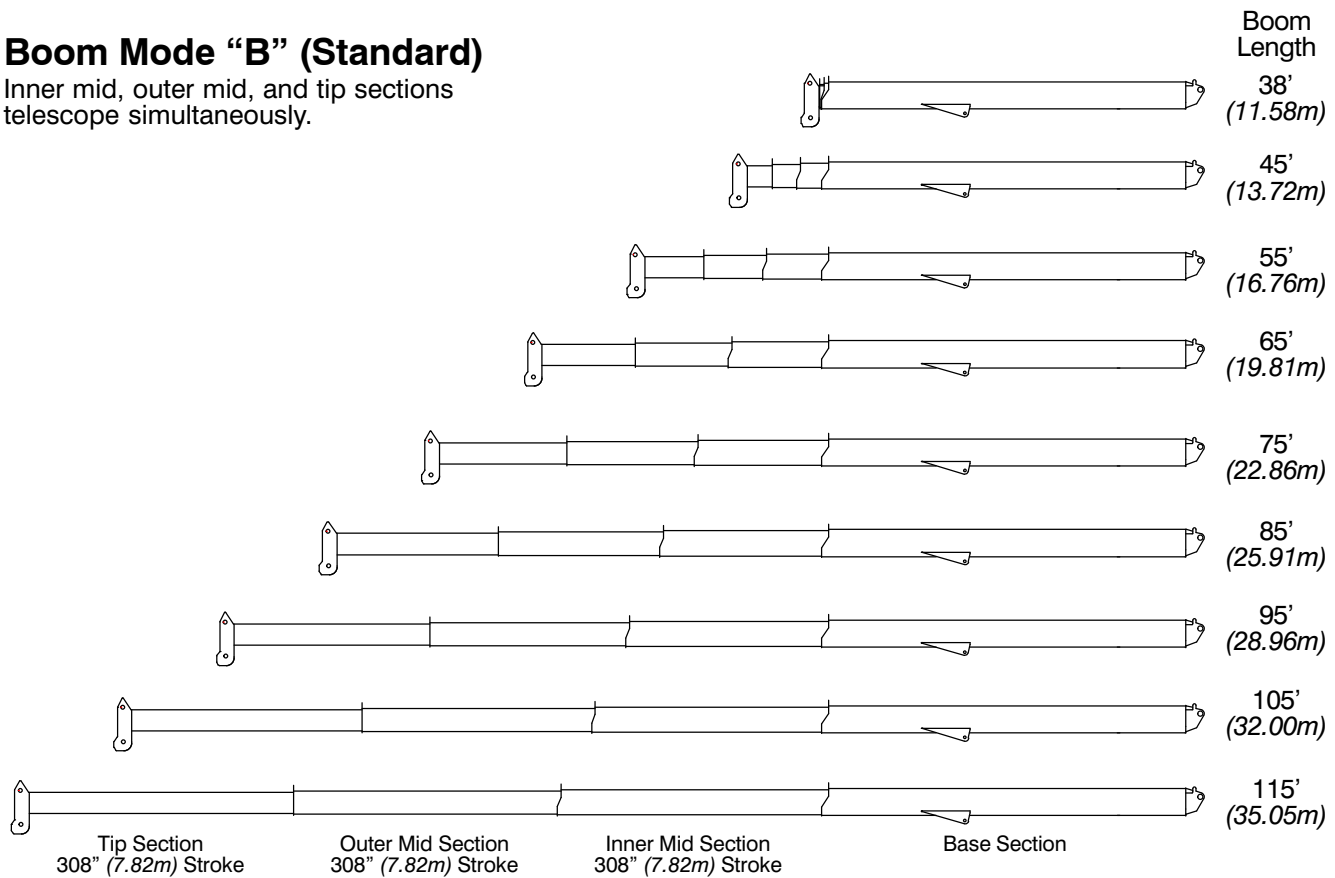 Boom Mode “B” (Standard)
Inner mid, outer mid, and tip sections
telescope simultaneously.
Boom
Length
38’
(11.58m)
45’
(13.72m)
55’
(16.76m)
65’
(19.81m)
75’
(22.86m)
85’
(25.91m)
95’
(28.96m)
105’
(32.00m)
115’
(35.05m)
Tip Section
308” (7.82m) Stroke
Outer Mid Section
308” (7.82m) Stroke
Inner Mid Section
308” (7.82m) Stroke
Base Section